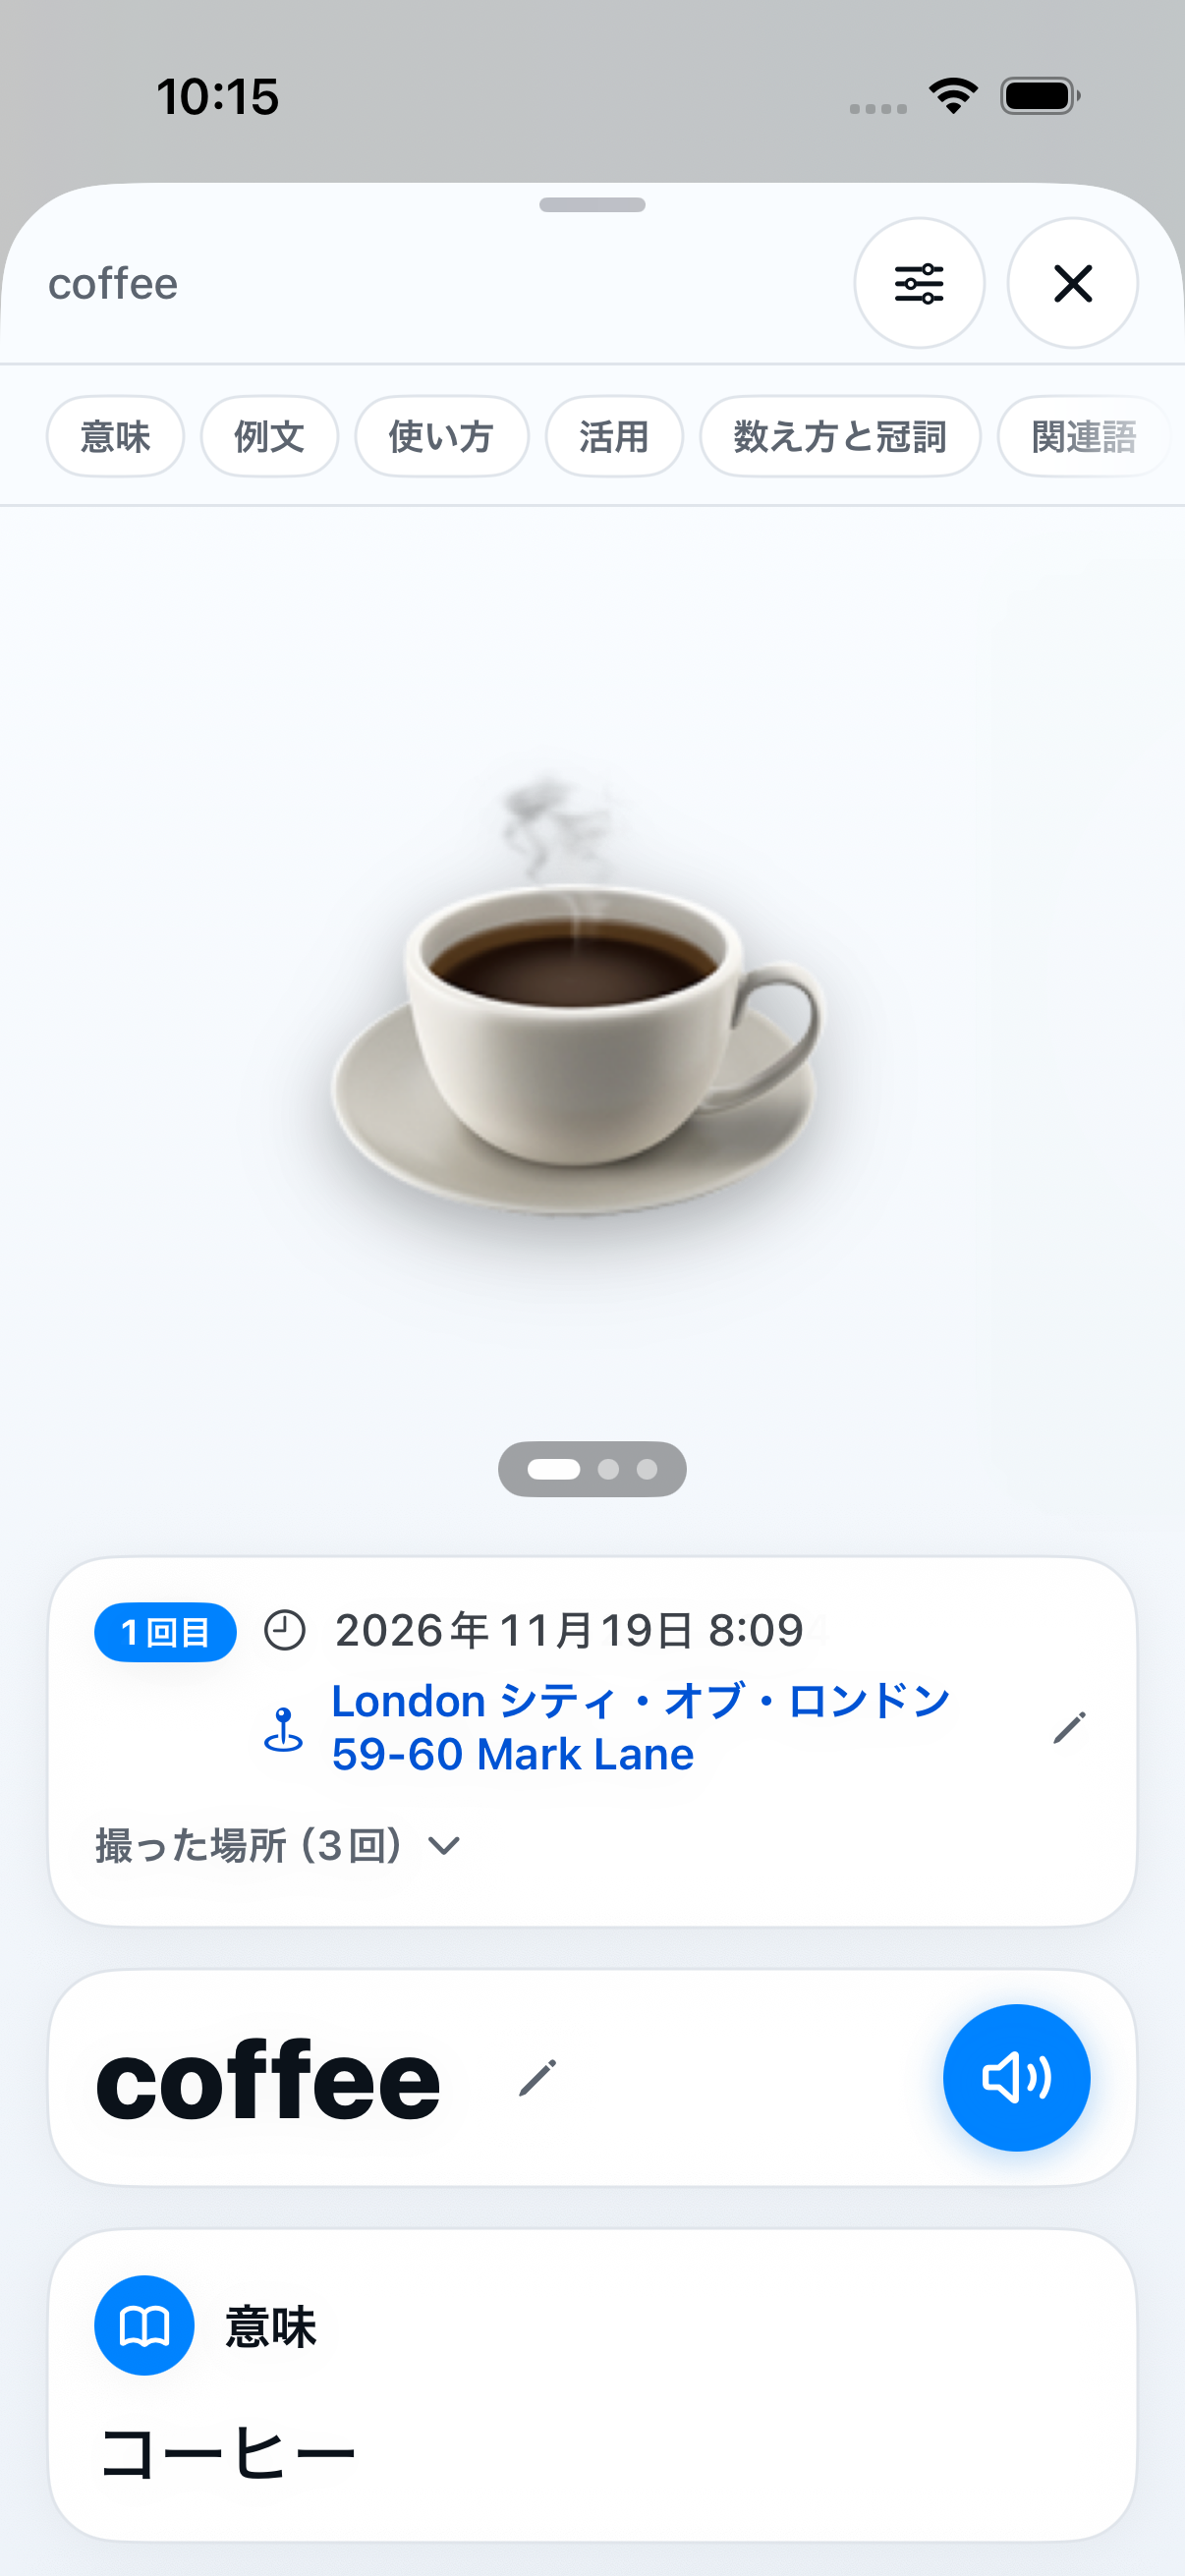 10:15
coffee
意味
例文
使い方
活用
数え方と冠詞
関連語
1回目
2026年11月19日 8:09
London シティ・オブ・ロンドン
59-60 Mark Lane
撮った場所 (3回)
coffee
意味
コーヒー